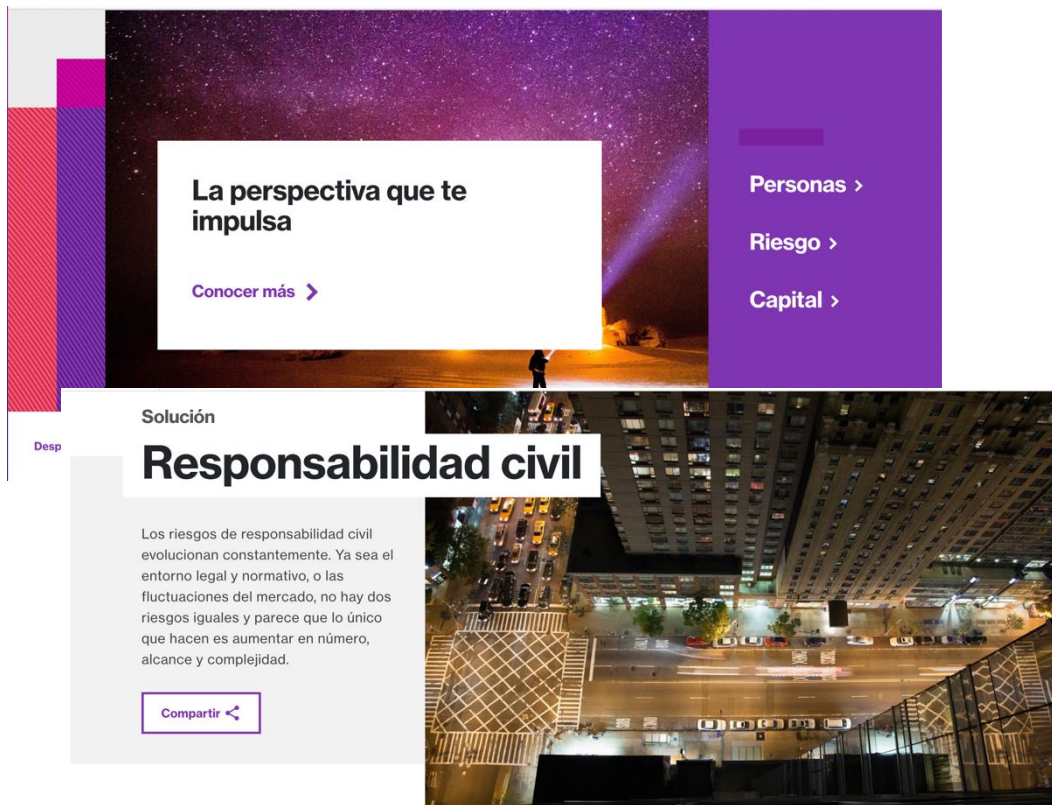 La perspectiva que te
impulsa
Conocer más
Personas
Riesgo
Capital
Desp
Solución
Responsabilidad civil
Los riesgos de responsabilidad civil
evolucionan constantemente. Ya sea el
entorno legal y normativo, o las
fluctuaciones del mercado, no hay dos
riesgos iguales y parece que lo único
que hacen es aumentar en número,
alcance y complejidad.
Compartir